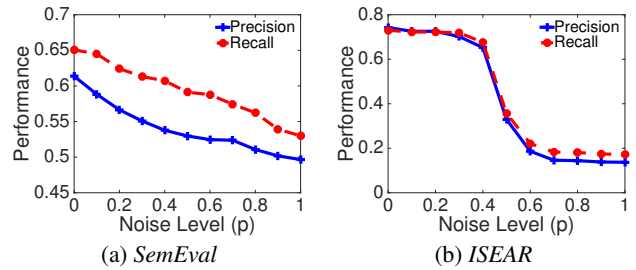 0.7
0.65
0.6
0.55
0.5
0.45
Performance
Precision
Recall
0 0.2 0.4 0.6 0.8 1
Noise Level (p)
(a) SemEval
0.8
0.6
0.4
0.2
0
Performance
Precision
Recall
0 0.2 0.4 0.6 0.8 1
Noise Level (p)
(b) ISEAR